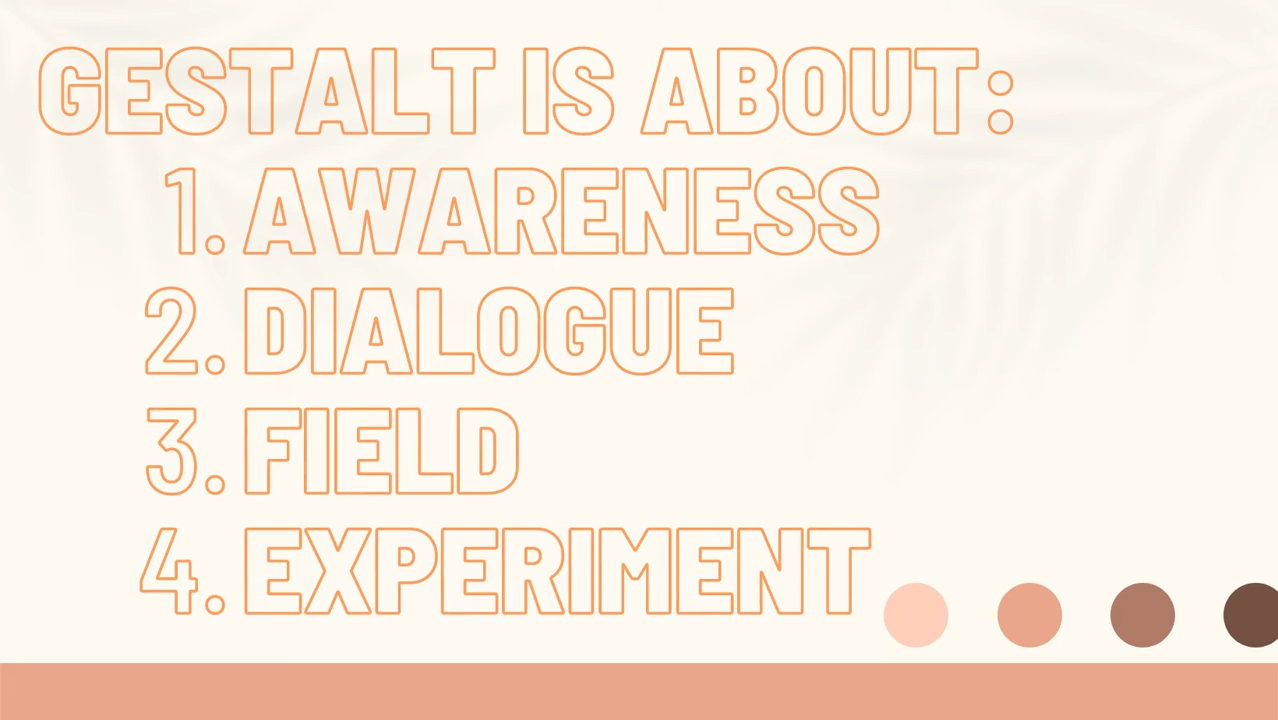 GESTALT IS ABOUT:
1. AWARENESS
2. DIALOGUE
3. FIELD
4. EXPERIMENT